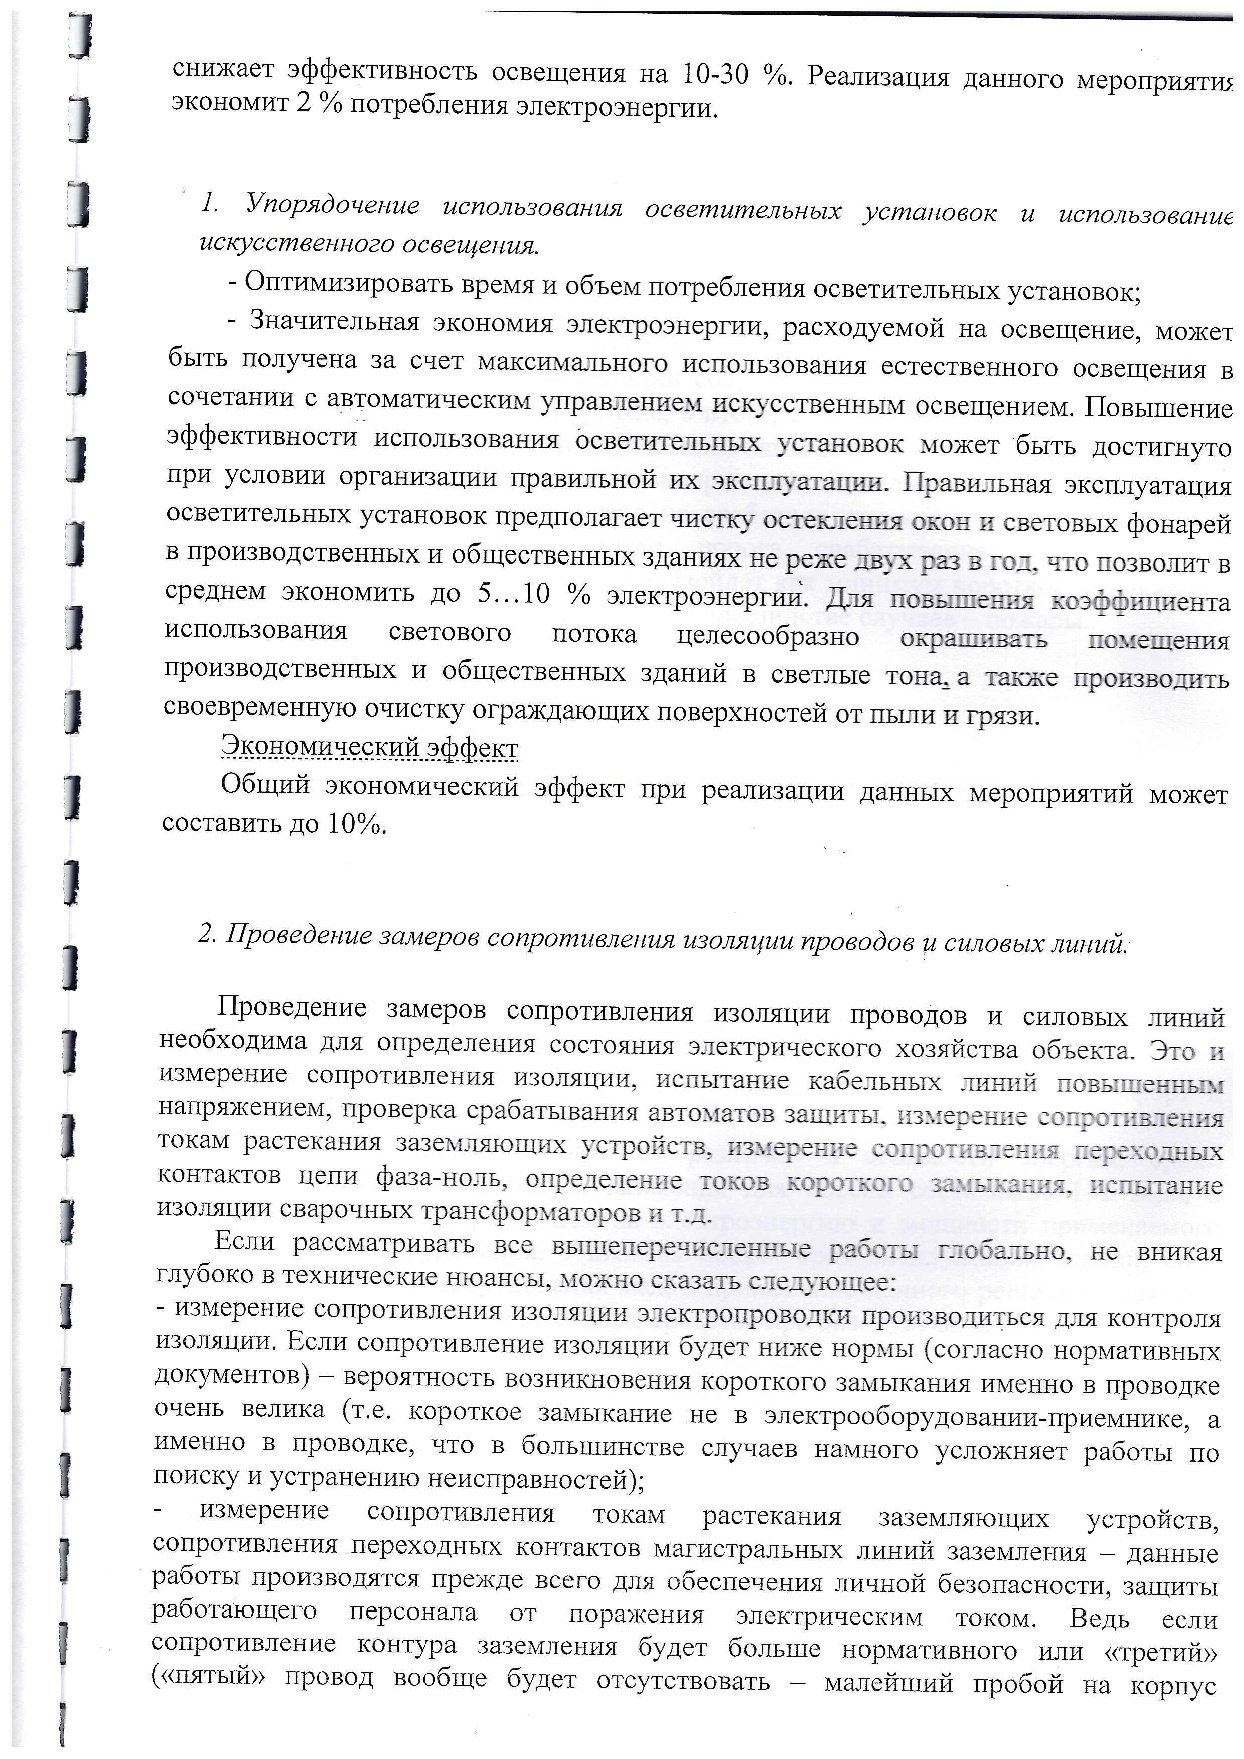 снижает эффективность освещения на 10-30 %. Реализация данного мероприятия
экономит 2 % потребления электроэнергии.
1. Упорядочение использования осветительных установок и использование
искусственного освещения.
- Оптимизировать время и объем потребления осветительных установок;
- Значительная экономия электроэнергии, расходуемой на освещение, может
быть получена за счет максимального использования естественного освещения в
сочетании с автоматическим управлением искусственным освещением. Повышение
эффективности использования осветительных установок может быть достигнуто
при условии организации правильной их эксплуатации. Правильная эксплуатация
осветительных установок предполагает чистку остекления окон и световых фонарей
в производственных и общественных зданиях не реже двух раз в год, что позволит в
среднем экономить до 5...10 % электроэнергии. Для повышения коэффициента
использования светового потока целесообразно окрашивать помещения
производственных и общественных зданий в светлые тона, а также производить
своевременную очистку ограждающих поверхностей от пыли и грязи.
Экономический эффект
Общий экономический эффект при реализации данных мероприятий может
составить до 10%.
2. Проведение замеров сопротивления изоляции проводов и силовых линий.
Проведение замеров сопротивления изоляции проводов и силовых линий
необходима для определения состояния электрического хозяйства объекта. Это и
измерение сопротивления изоляции, испытание кабельных линий повышенным
напряжением, проверка срабатывания автоматов защиты, измерение сопротивления
токам растекания заземляющих устройств, измерение сопротивления переходных
контактов цепи фаза-ноль, определение токов короткого замыкания, испытание
изоляции сварочных трансформаторов и т.д.
Если рассматривать все вышеперечисленные работы глобально, не вникая
глубоко в технические нюансы, можно сказать следующее:
- измерение сопротивления изоляции электропроводки производиться для контроля
изоляции. Если сопротивление изоляции будет ниже нормы (согласно нормативных
документов) – вероятность возникновения короткого замыкания именно в проводке
очень велика (т.е. короткое замыкание не в электрооборудовании-приемнике, а
именно в проводке, что в большинстве случаев намного усложняет работы по
поиску и устранению неисправностей);
- измерение сопротивления токам растекания заземляющих устройств,
сопротивления переходных контактов магистральных линий заземления – данные
работы производятся прежде всего для обеспечения личной безопасности, защиты
работающего персонала от поражения электрическим током. Ведь если
сопротивление контура заземления будет больше нормативного или «третий»
(«пятый» провод вообще будет отсутствовать – малейший пробой на корпус